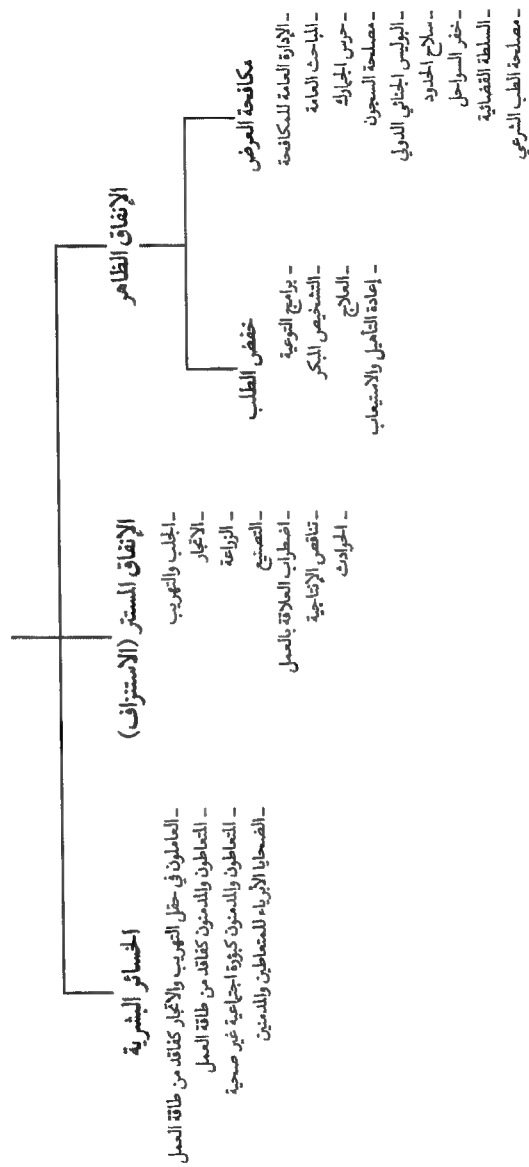 الإنفاق الظاهر
مكافحة العرض
- الإدارة العامة للمكافحة
- المباحث العامة
- حرس الجمارك
- مصلحة السجون
- البوليس الجنائي الدولي
- سلاح الحدود
- خفر السواحل
- السلطة القضائية
- مصلحة الطب الشرعي
خفض الطلب
- برامج التوعية
- التشخيص المبكر
- العلاج
- إعادة التأهيل والاستيعاب
الإنفاق المستتر (الاستنزاف)
- الجلب والتهريب
- الاتجار
- الزراعة
- التصنيع
- اضطراب العلاقة بالعمل
- تناقص الإنتاجية
- الحوادث
الخسائر البشرية
- العاملون في حقل التهريب والاتجار كفاقد من طاقة العمل
- المتعاطون والمدمنون كفاقد من طاقة العمل
- المتعاطون والمدمنون كبؤرة اجتماعية غير صحية
- الضحايا الأبرياء للمتعاطين والمدمنين